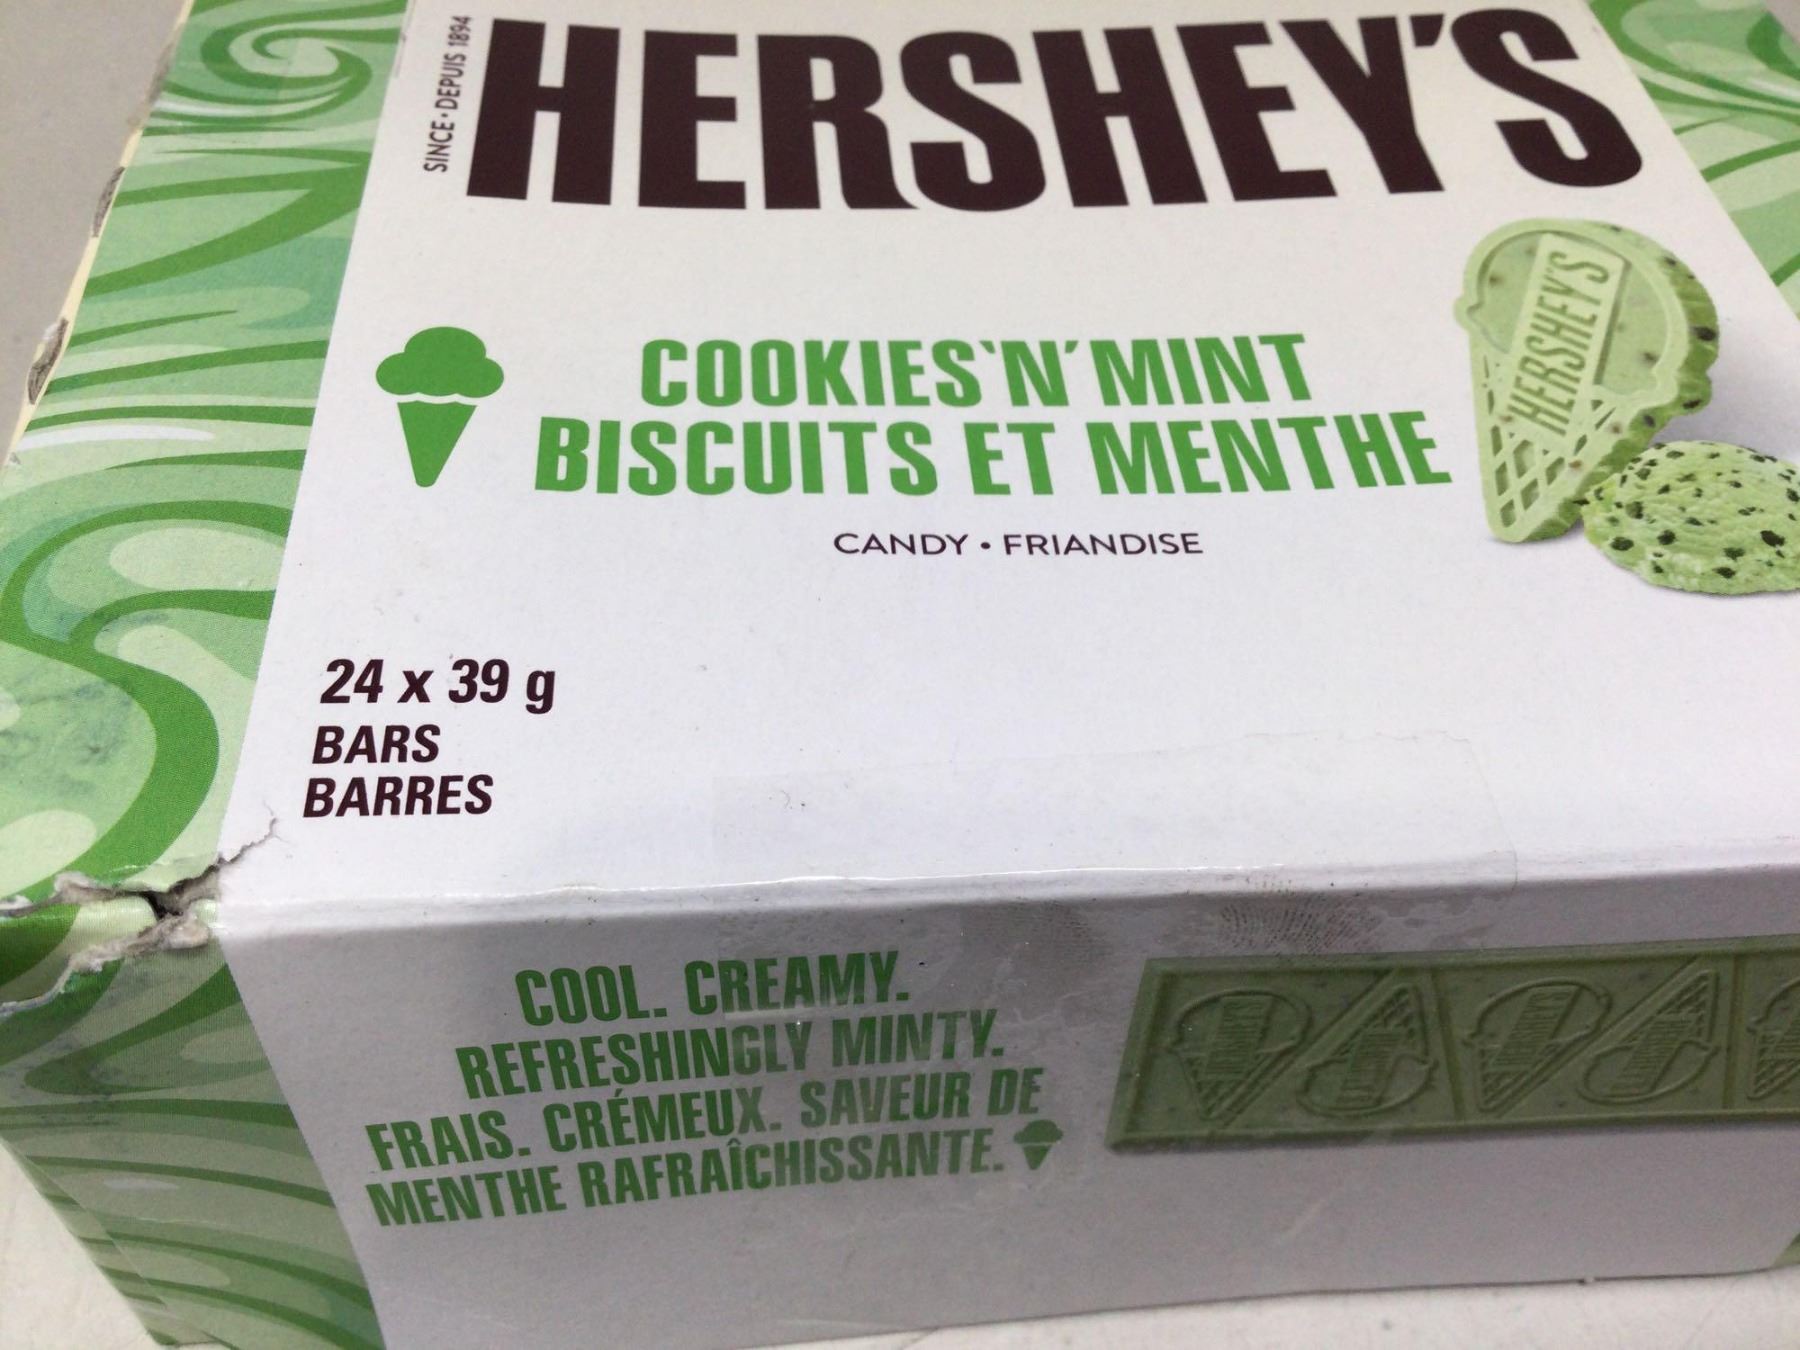 SINCE • DEPUIS 1894
HERSHEY'S
COOKIES'N'MINT
BISCUITS ET MENTHE
CANDY • FRIANDISE
HERSHEY'S
24 x 39 g
BARS
BARRES
COOL. CREAMY.
REFRESHINGLY MINTY.
FRAIS. CRÉMEUX. SAVEUR DE
MENTHE RAFRAÎCHISSANTE.